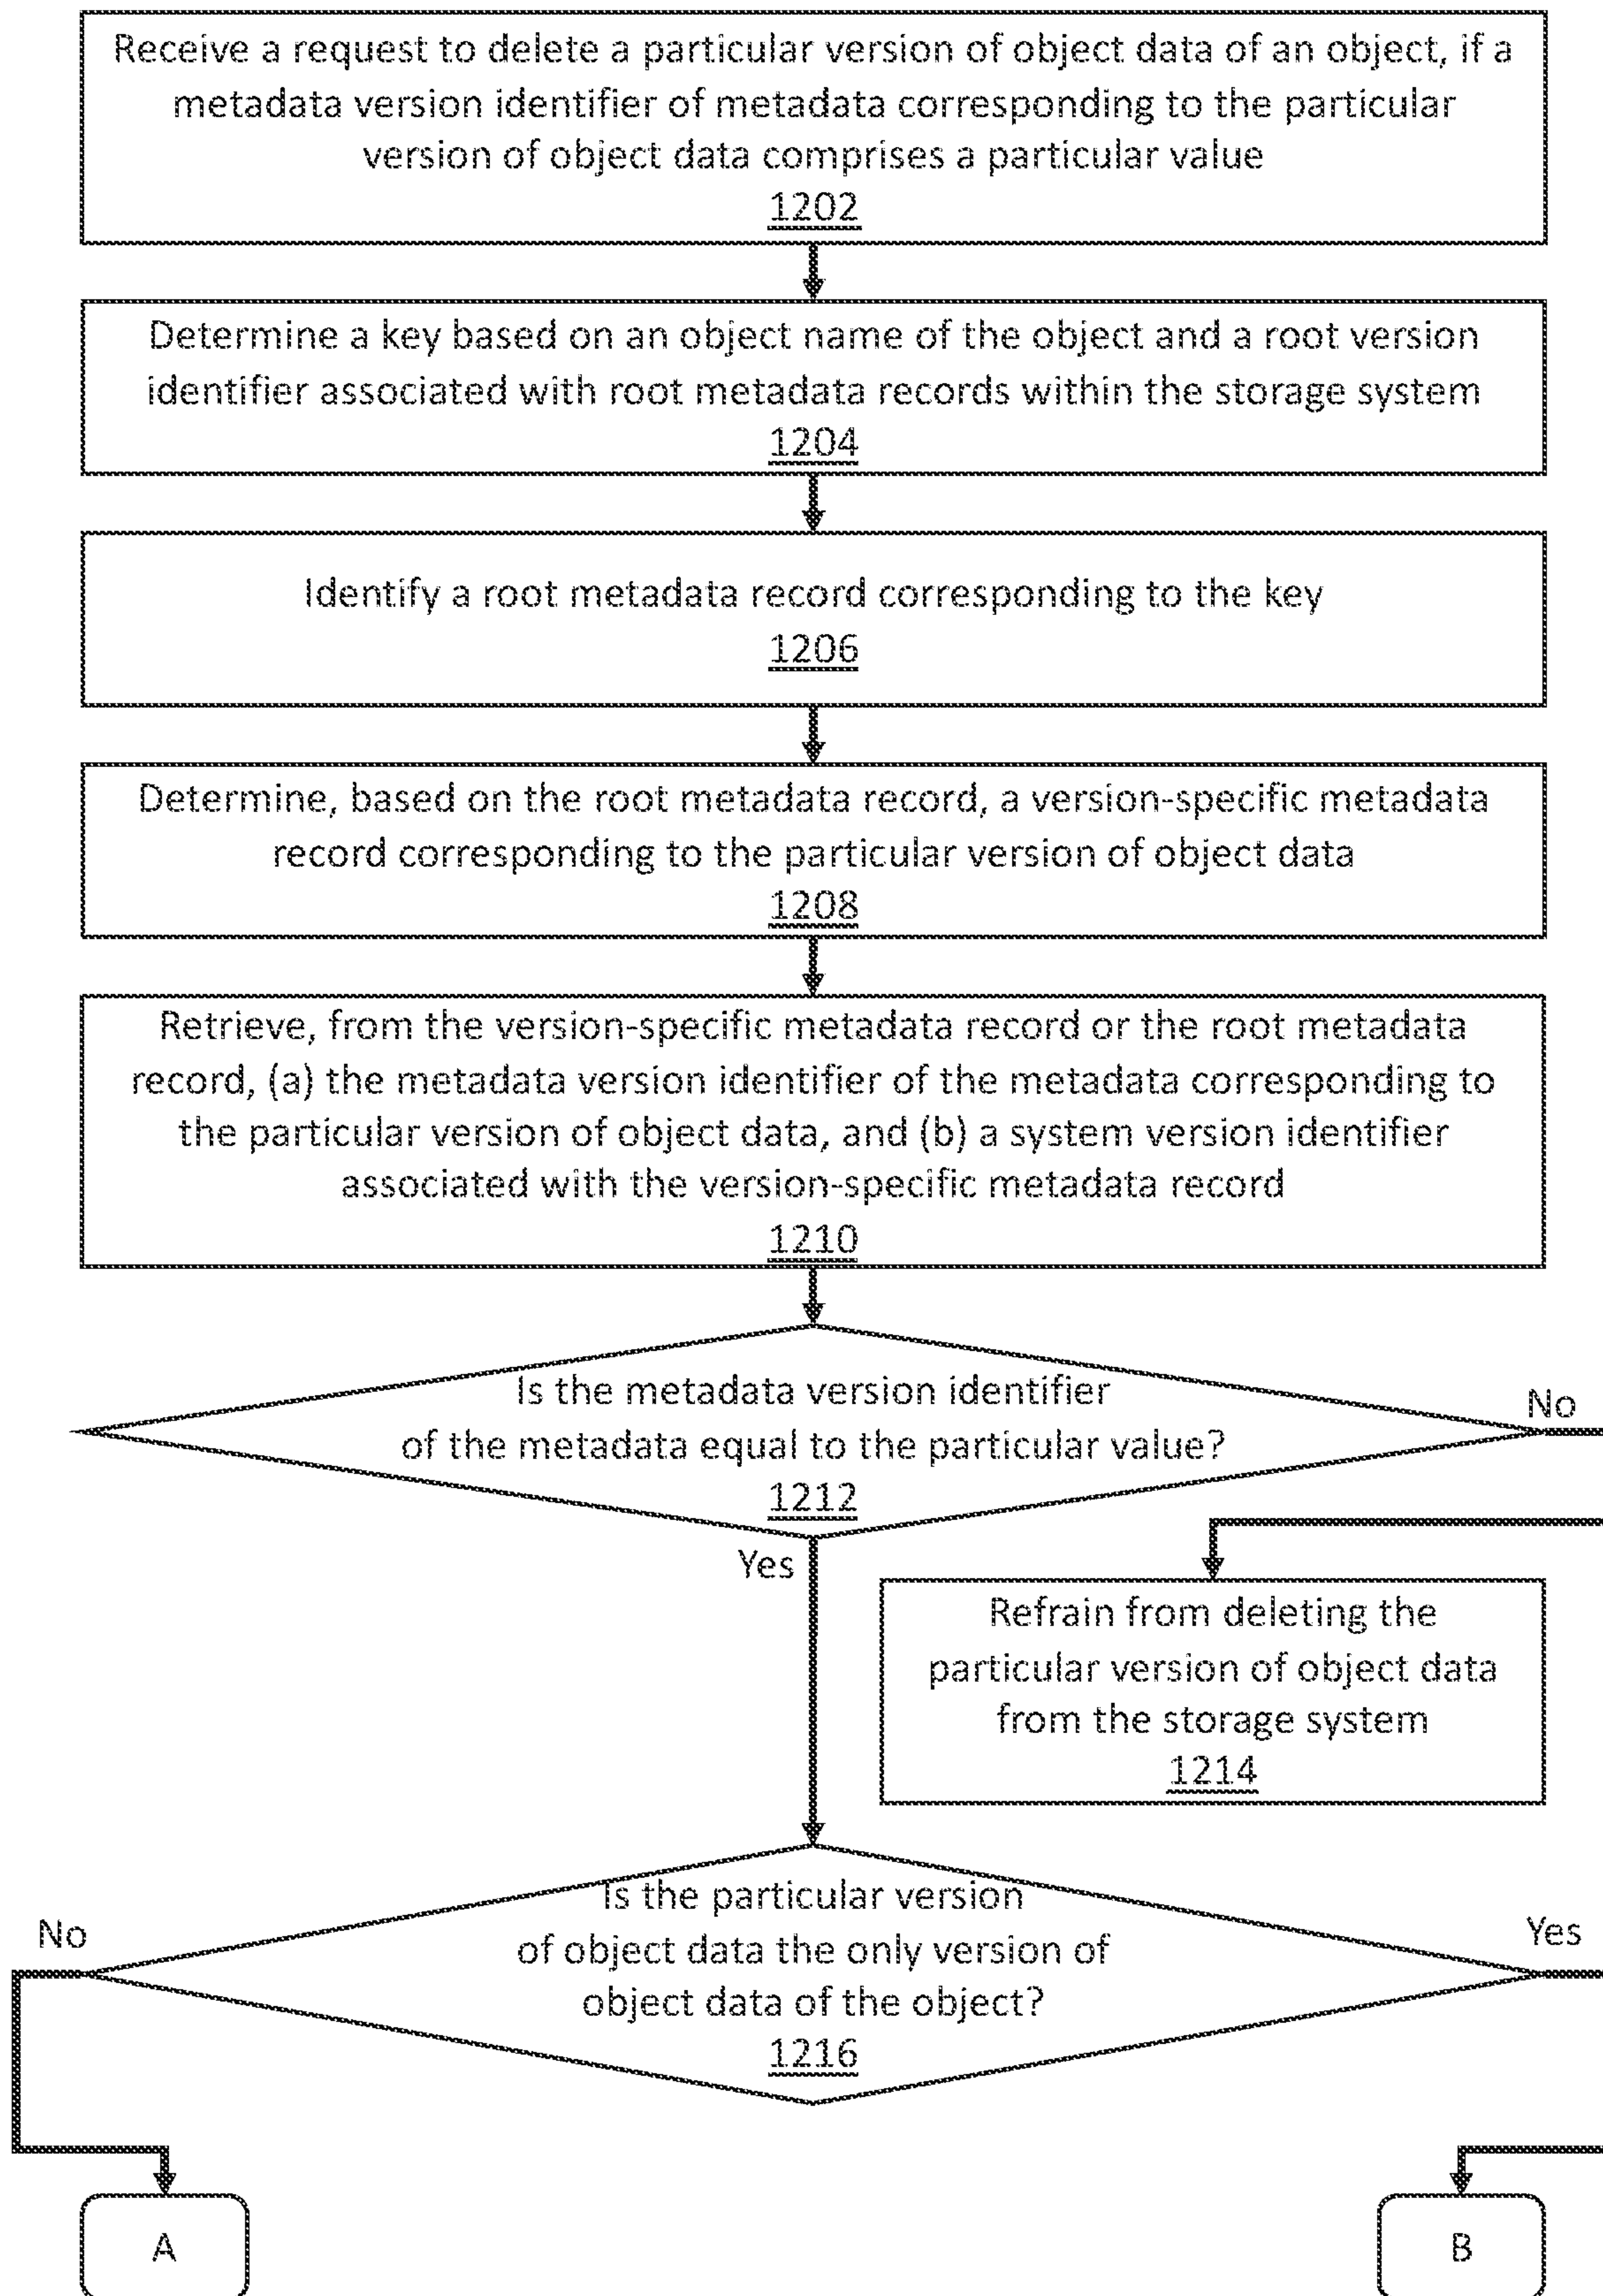 Receive a request to delete a particular version of object data of an object, if a
metadata version identifier of metadata corresponding to the particular
version of object data comprises a particular value
1202
Determine a key based on an object name of the object and a root version
identifier associated with root metadata records within the storage system
1204
Identify a root metadata record corresponding to the key
1206
Determine, based on the root metadata record, a version-specific metadata
record corresponding to the particular version of object data
1208
Retrieve, from the version-specific metadata record or the root metadata
record, (a) the metadata version identifier of the metadata corresponding to
the particular version of object data, and (b) a system version identifier
associated with the version-specific metadata record
1210
Is the metadata version identifier
of the metadata equal to the particular value?
1212
No
Yes
Refrain from deleting the
particular version of object data
from the storage system
1214
Is the particular version
of object data the only version of
object data of the object?
1216
No
Yes
A
B